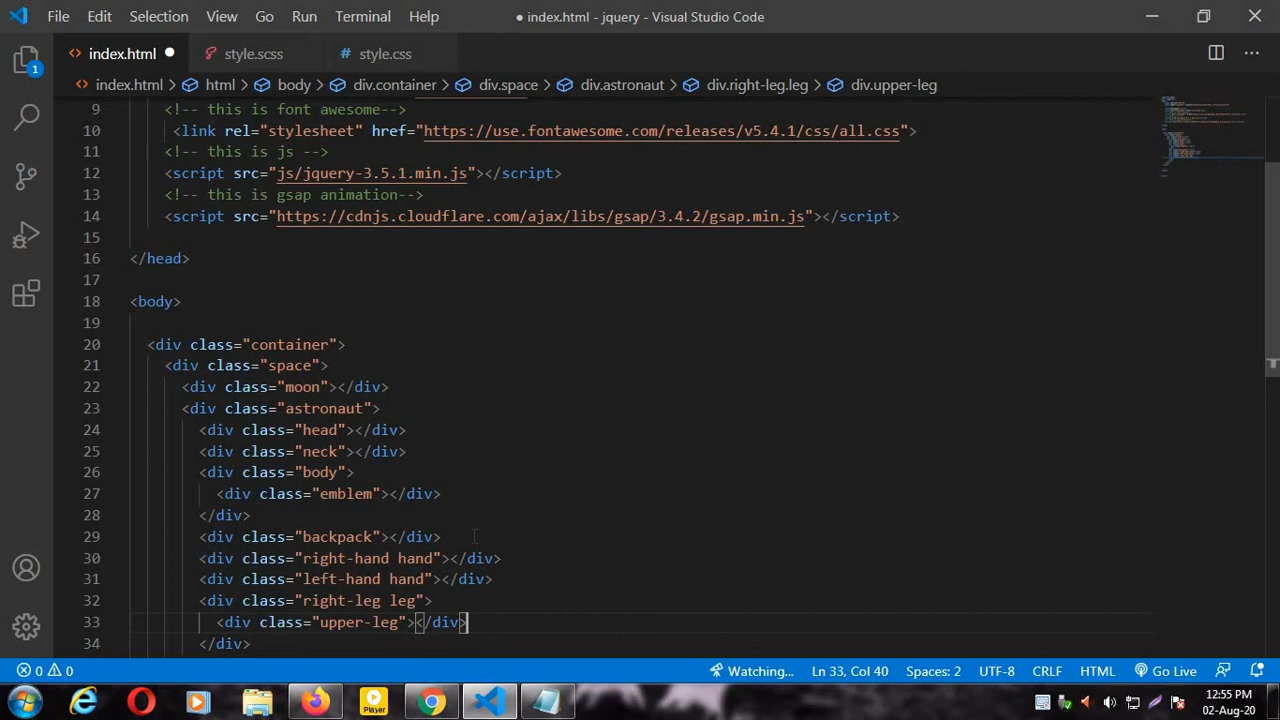 File Edit Selection View Go Run Terminal Help ● index.html - jquery - Visual Studio Code
index.html style.scss style.css
index.html html body div.container div.space div.astronaut div.right-leg.leg div.upper-leg
1
9 <!-- this is font awesome-->
10 <link rel="stylesheet" href="https://use.fontawesome.com/releases/v5.4.1/css/all.css">
11 <!-- this is js -->
12 <script src="js/jquery-3.5.1.min.js"></script>
13 <!-- this is gsap animation-->
14 <script src="https://cdnjs.cloudflare.com/ajax/libs/gsap/3.4.2/gsap.min.js"></script>
15
16 </head>
17
18 <body>
19
20 <div class="container">
21 <div class="space">
22 <div class="moon"></div>
23 <div class="astronaut">
24 <div class="head"></div>
25 <div class="neck"></div>
26 <div class="body">
27 <div class="emblem"></div>
28 </div>
29 <div class="backpack"></div>
30 <div class="right-hand hand"></div>
31 <div class="left-hand hand"></div>
32 <div class="right-leg leg">
33 <div class="upper-leg"></div>
34 </div>
0 0 Watching... Ln 33, Col 40 Spaces: 2 UTF-8 CRLF HTML Go Live
Player
12:55 PM
02-Aug-20